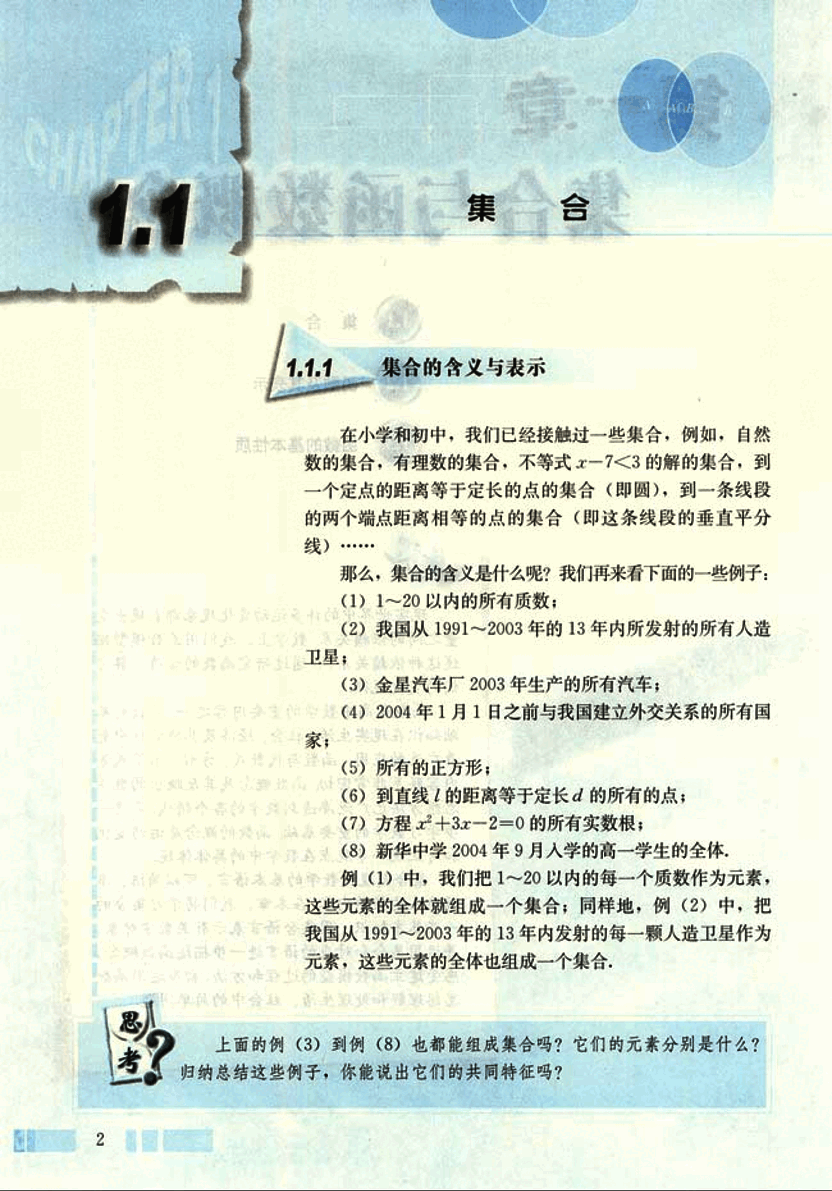 CHAPTER 1
1.1
集 合
1.1.1 集合的含义与表示
在小学和初中，我们已经接触过一些集合，例如，自然
数的集合，有理数的集合，不等式 x－7＜3 的解的集合，到
一个定点的距离等于定长的点的集合（即圆），到一条线段
的两个端点距离相等的点的集合（即这条线段的垂直平分
线）……
那么，集合的含义是什么呢？我们再来看下面的一些例子：
（1）1～20 以内的所有质数；
（2）我国从 1991～2003 年的 13 年内所发射的所有人造
卫星；
（3）金星汽车厂 2003 年生产的所有汽车；
（4）2004 年 1 月 1 日之前与我国建立外交关系的所有国
家；
（5）所有的正方形；
（6）到直线 l 的距离等于定长 d 的所有的点；
（7）方程 x²＋3x－2＝0 的所有实数根；
（8）新华中学 2004 年 9 月入学的高一学生的全体．
例（1）中，我们把 1～20 以内的每一个质数作为元素，
这些元素的全体就组成一个集合；同样地，例（2）中，把
我国从 1991～2003 年的 13 年内发射的每一颗人造卫星作为
元素，这些元素的全体也组成一个集合．
思考？
上面的例（3）到例（8）也都能组成集合吗？它们的元素分别是什么？
归纳总结这些例子，你能说出它们的共同特征吗？
2